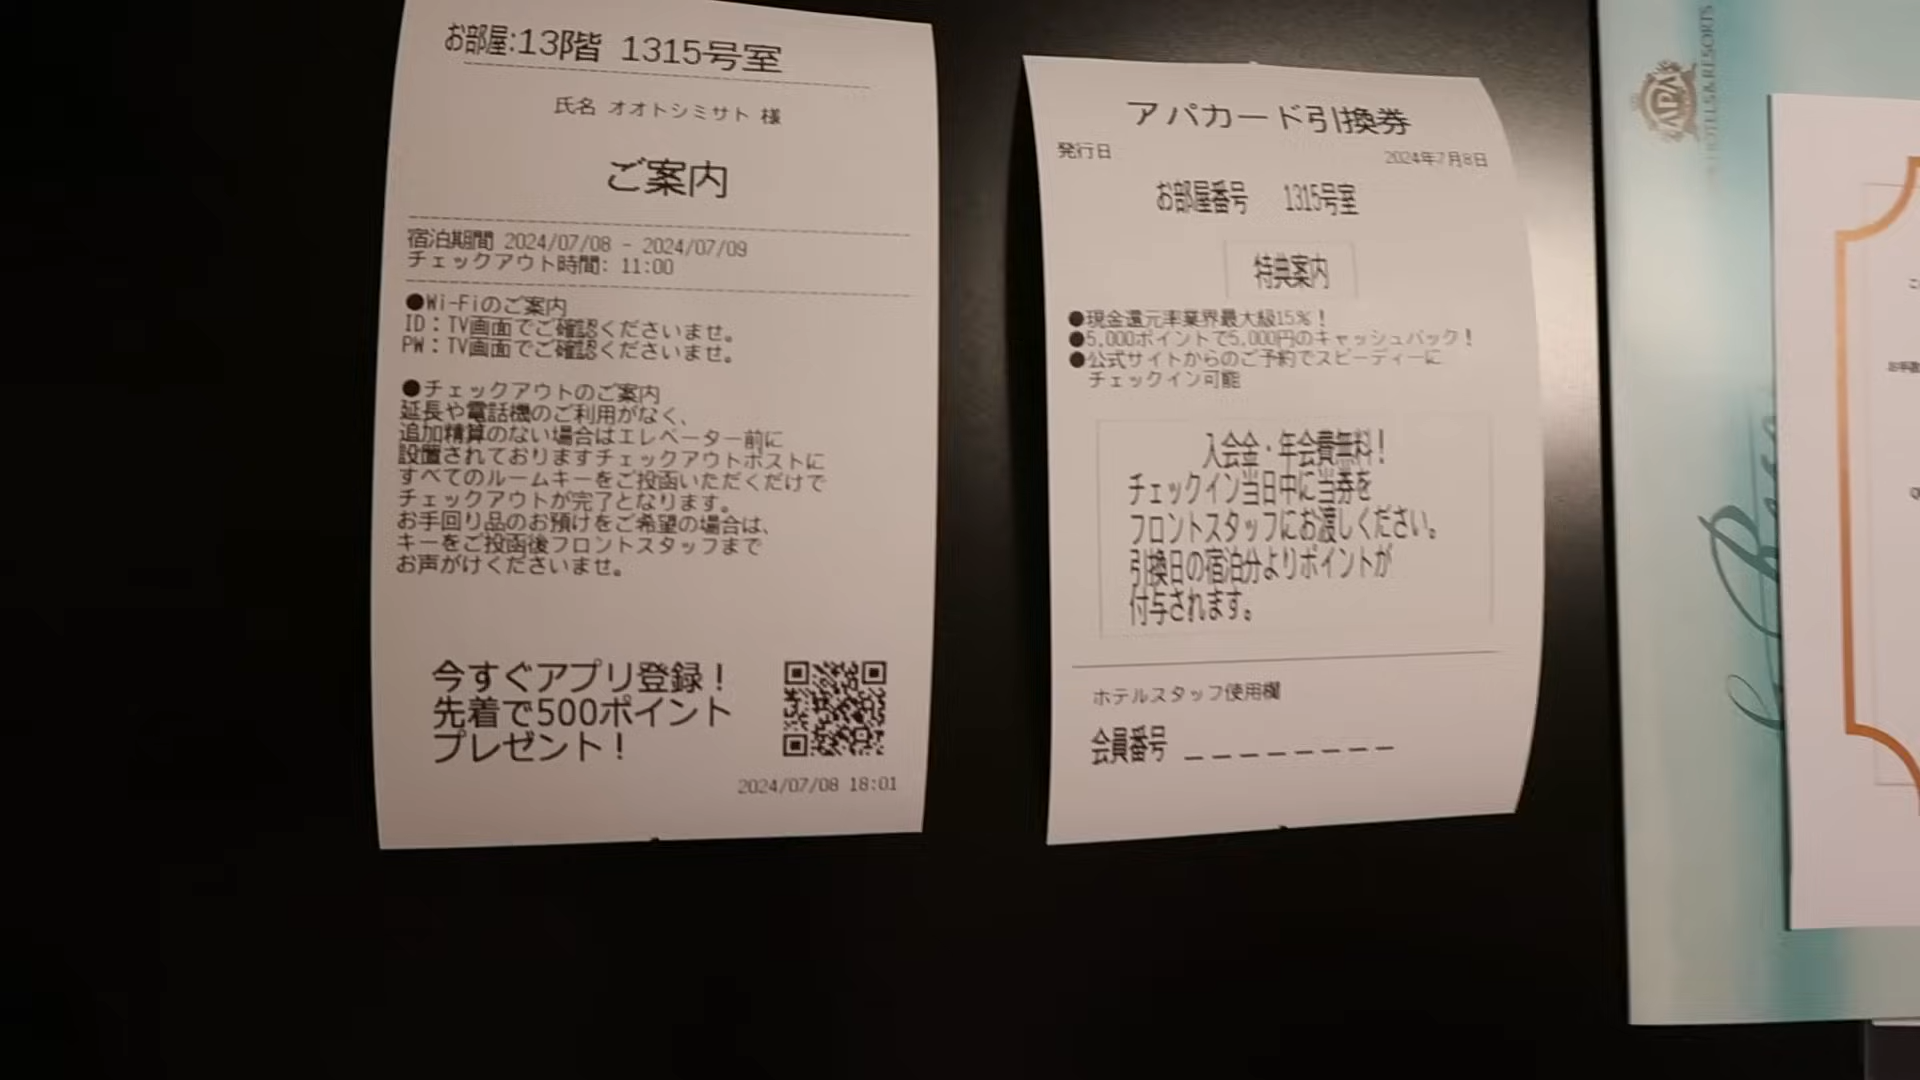 お部屋:13階 1315号室
氏名 オオトシミサト 様
ご案内
宿泊期間 2024/07/08 - 2024/07/09
チェックアウト時間: 11:00
●Wi-Fiのご案内
ID：TV画面でご確認くださいませ。
PW：TV画面でご確認くださいませ。
●チェックアウトのご案内
延長や電話機のご利用がなく、
追加精算のない場合はエレベーター前に
設置されておりますチェックアウトポストに
すべてのルームキーをご投函いただくだけで
チェックアウトが完了となります。
お手回り品のお預けをご希望の場合は、
キーをご投函後フロントスタッフまで
お声がけくださいませ。
今すぐアプリ登録！
先着で500ポイント
プレゼント！
2024/07/08 18:01
アパカード引換券
発行日 2024年7月8日
お部屋番号 1315号室
特典案内
●現金還元率業界最大級15％！
●5,000ポイントで5,000円のキャッシュバック！
●公式サイトからのご予約でスピーディーに
チェックイン可能
入会金・年会費無料！
チェックイン当日中に当券を
フロントスタッフにお渡しください。
引換日の宿泊分よりポイントが
付与されます。
ホテルスタッフ使用欄
会員番号 ＿＿＿＿＿＿＿＿
APA
HOTELS & RESORTS